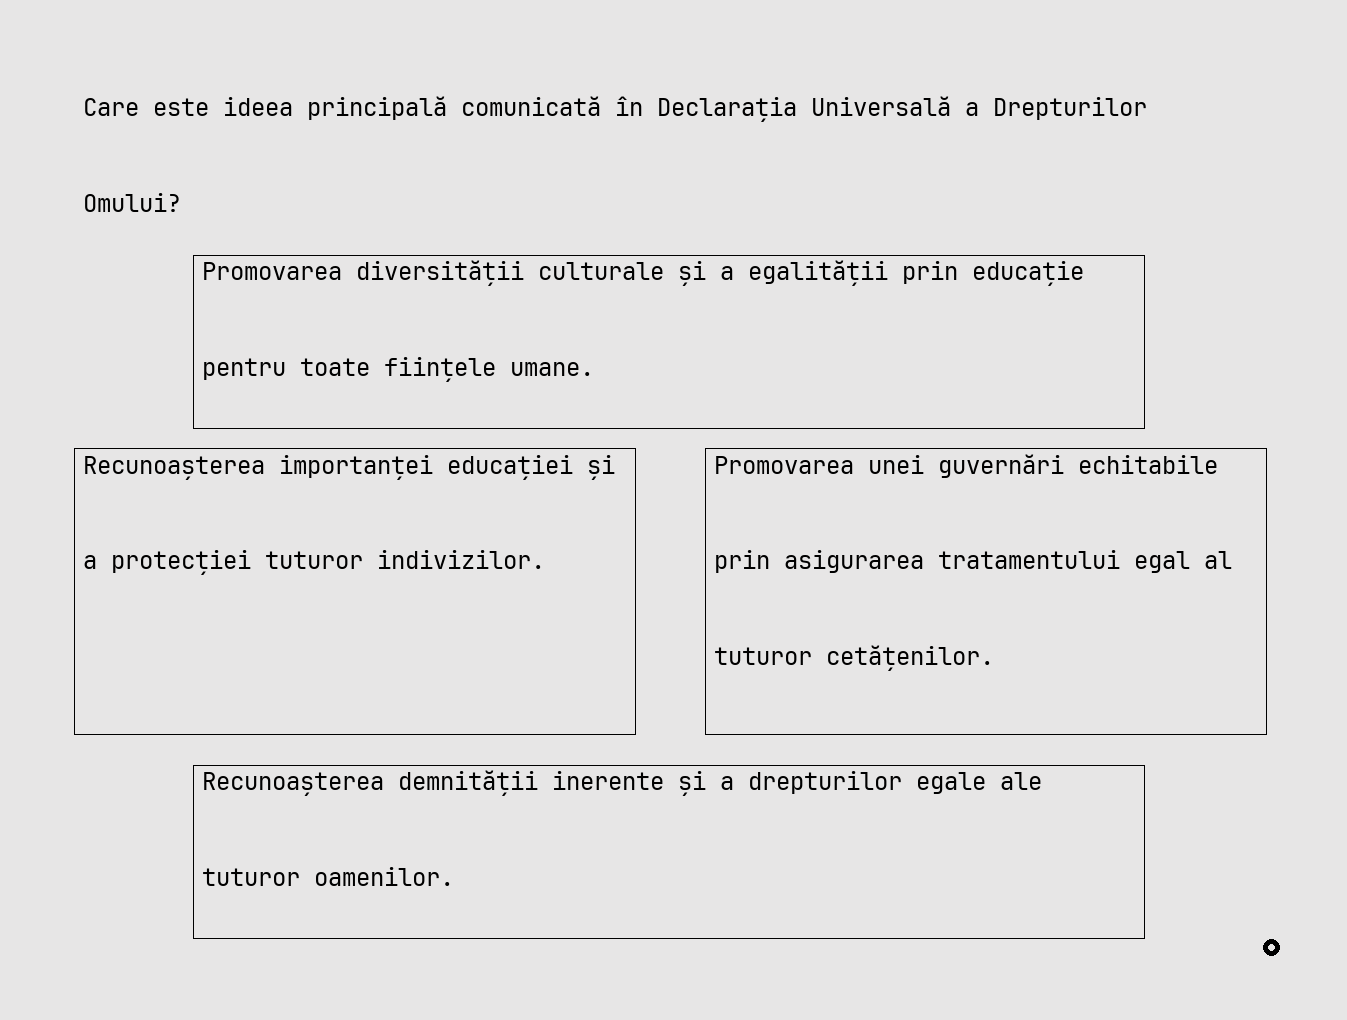 Care este ideea principală comunicată în Declarația Universală a Drepturilor
Omului?
Promovarea diversității culturale și a egalității prin educație
pentru toate ființele umane.
Recunoașterea importanței educației și
a protecției tuturor indivizilor.
Promovarea unei guvernări echitabile
prin asigurarea tratamentului egal al
tuturor cetățenilor.
Recunoașterea demnității inerente și a drepturilor egale ale
tuturor oamenilor.